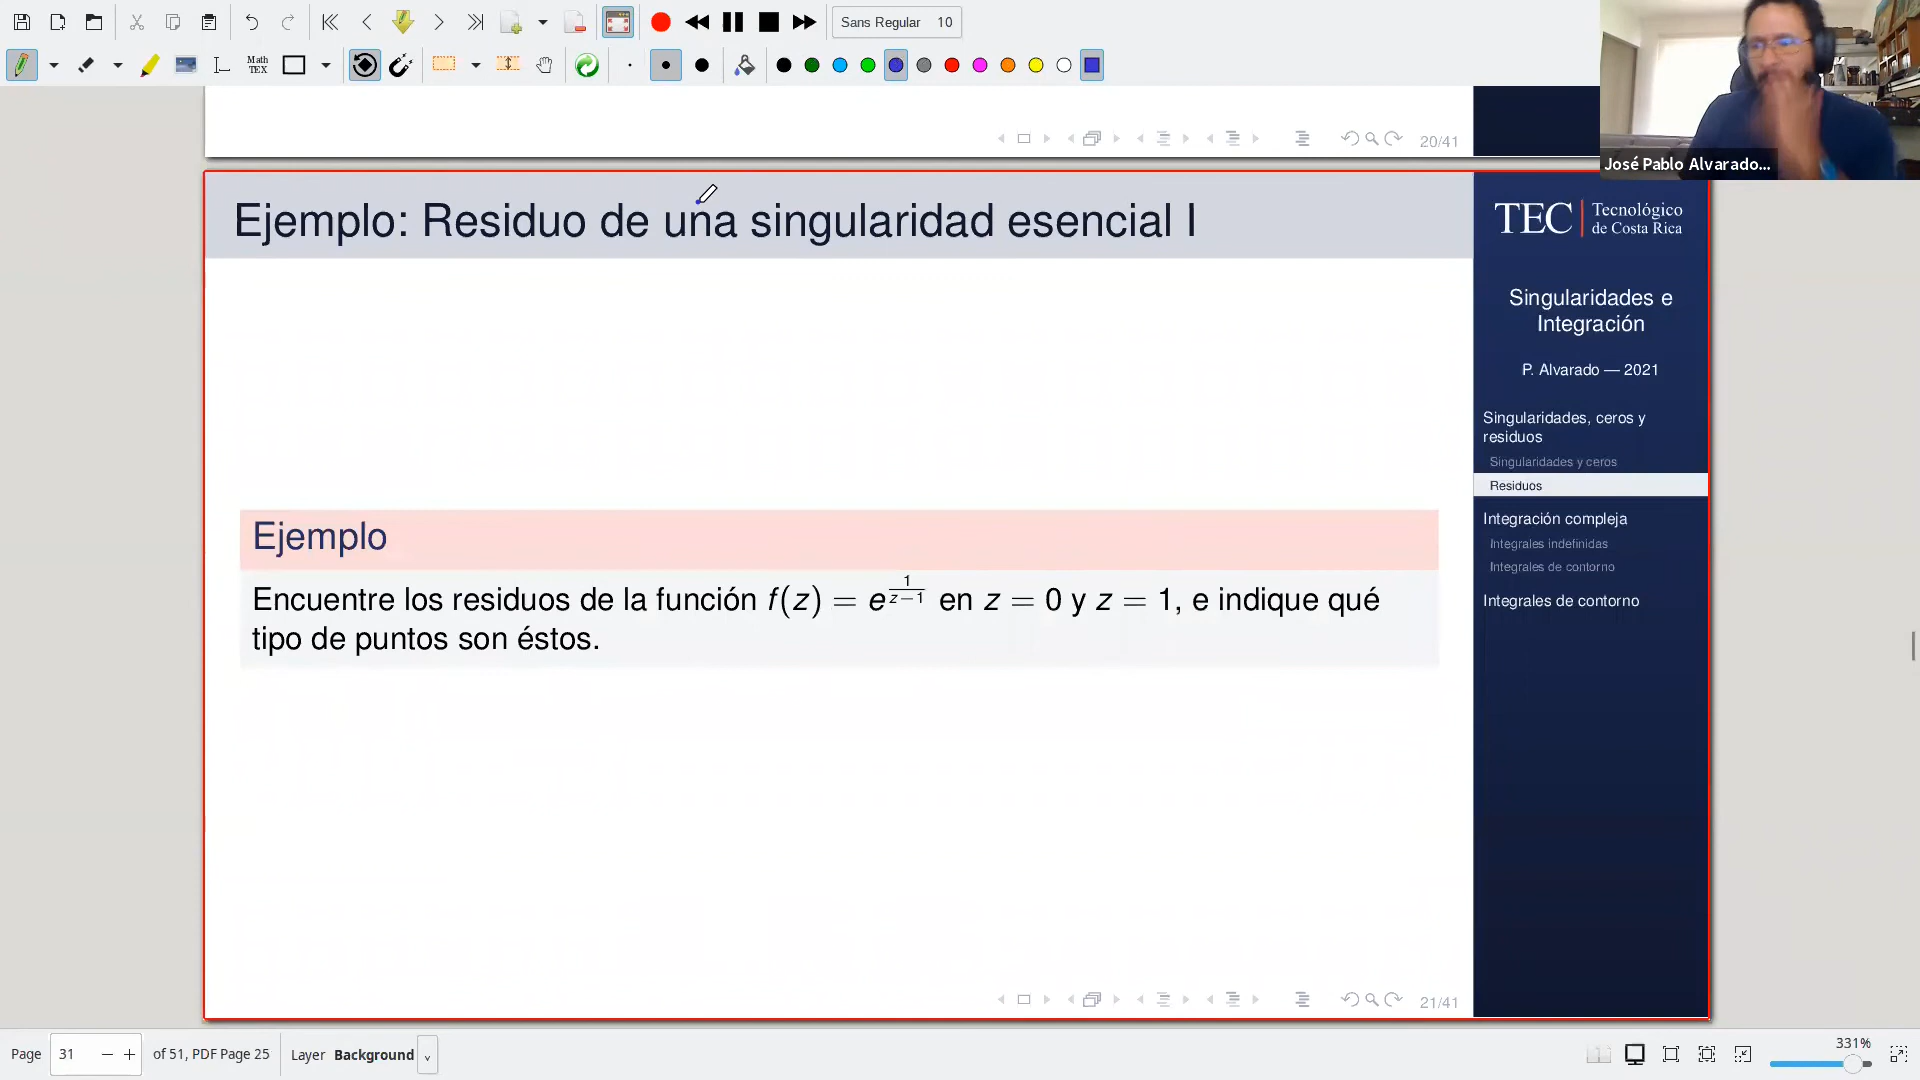 Sans Regular 10
Math
TEX
20/41
José Pablo Alvarado...
Ejemplo: Residuo de una singularidad esencial I
TEC Tecnológico
de Costa Rica
Singularidades e
Integración
P. Alvarado — 2021
Singularidades, ceros y
residuos
Singularidades y ceros
Residuos
Integración compleja
Integrales indefinidas
Integrales de contorno
Integrales de contorno
Ejemplo
Encuentre los residuos de la función f(z) = e^{\frac{1}{z−1}} en z = 0 y z = 1, e indique qué
tipo de puntos son éstos.
21/41
Page 31 of 51, PDF Page 25 Layer Background
331%